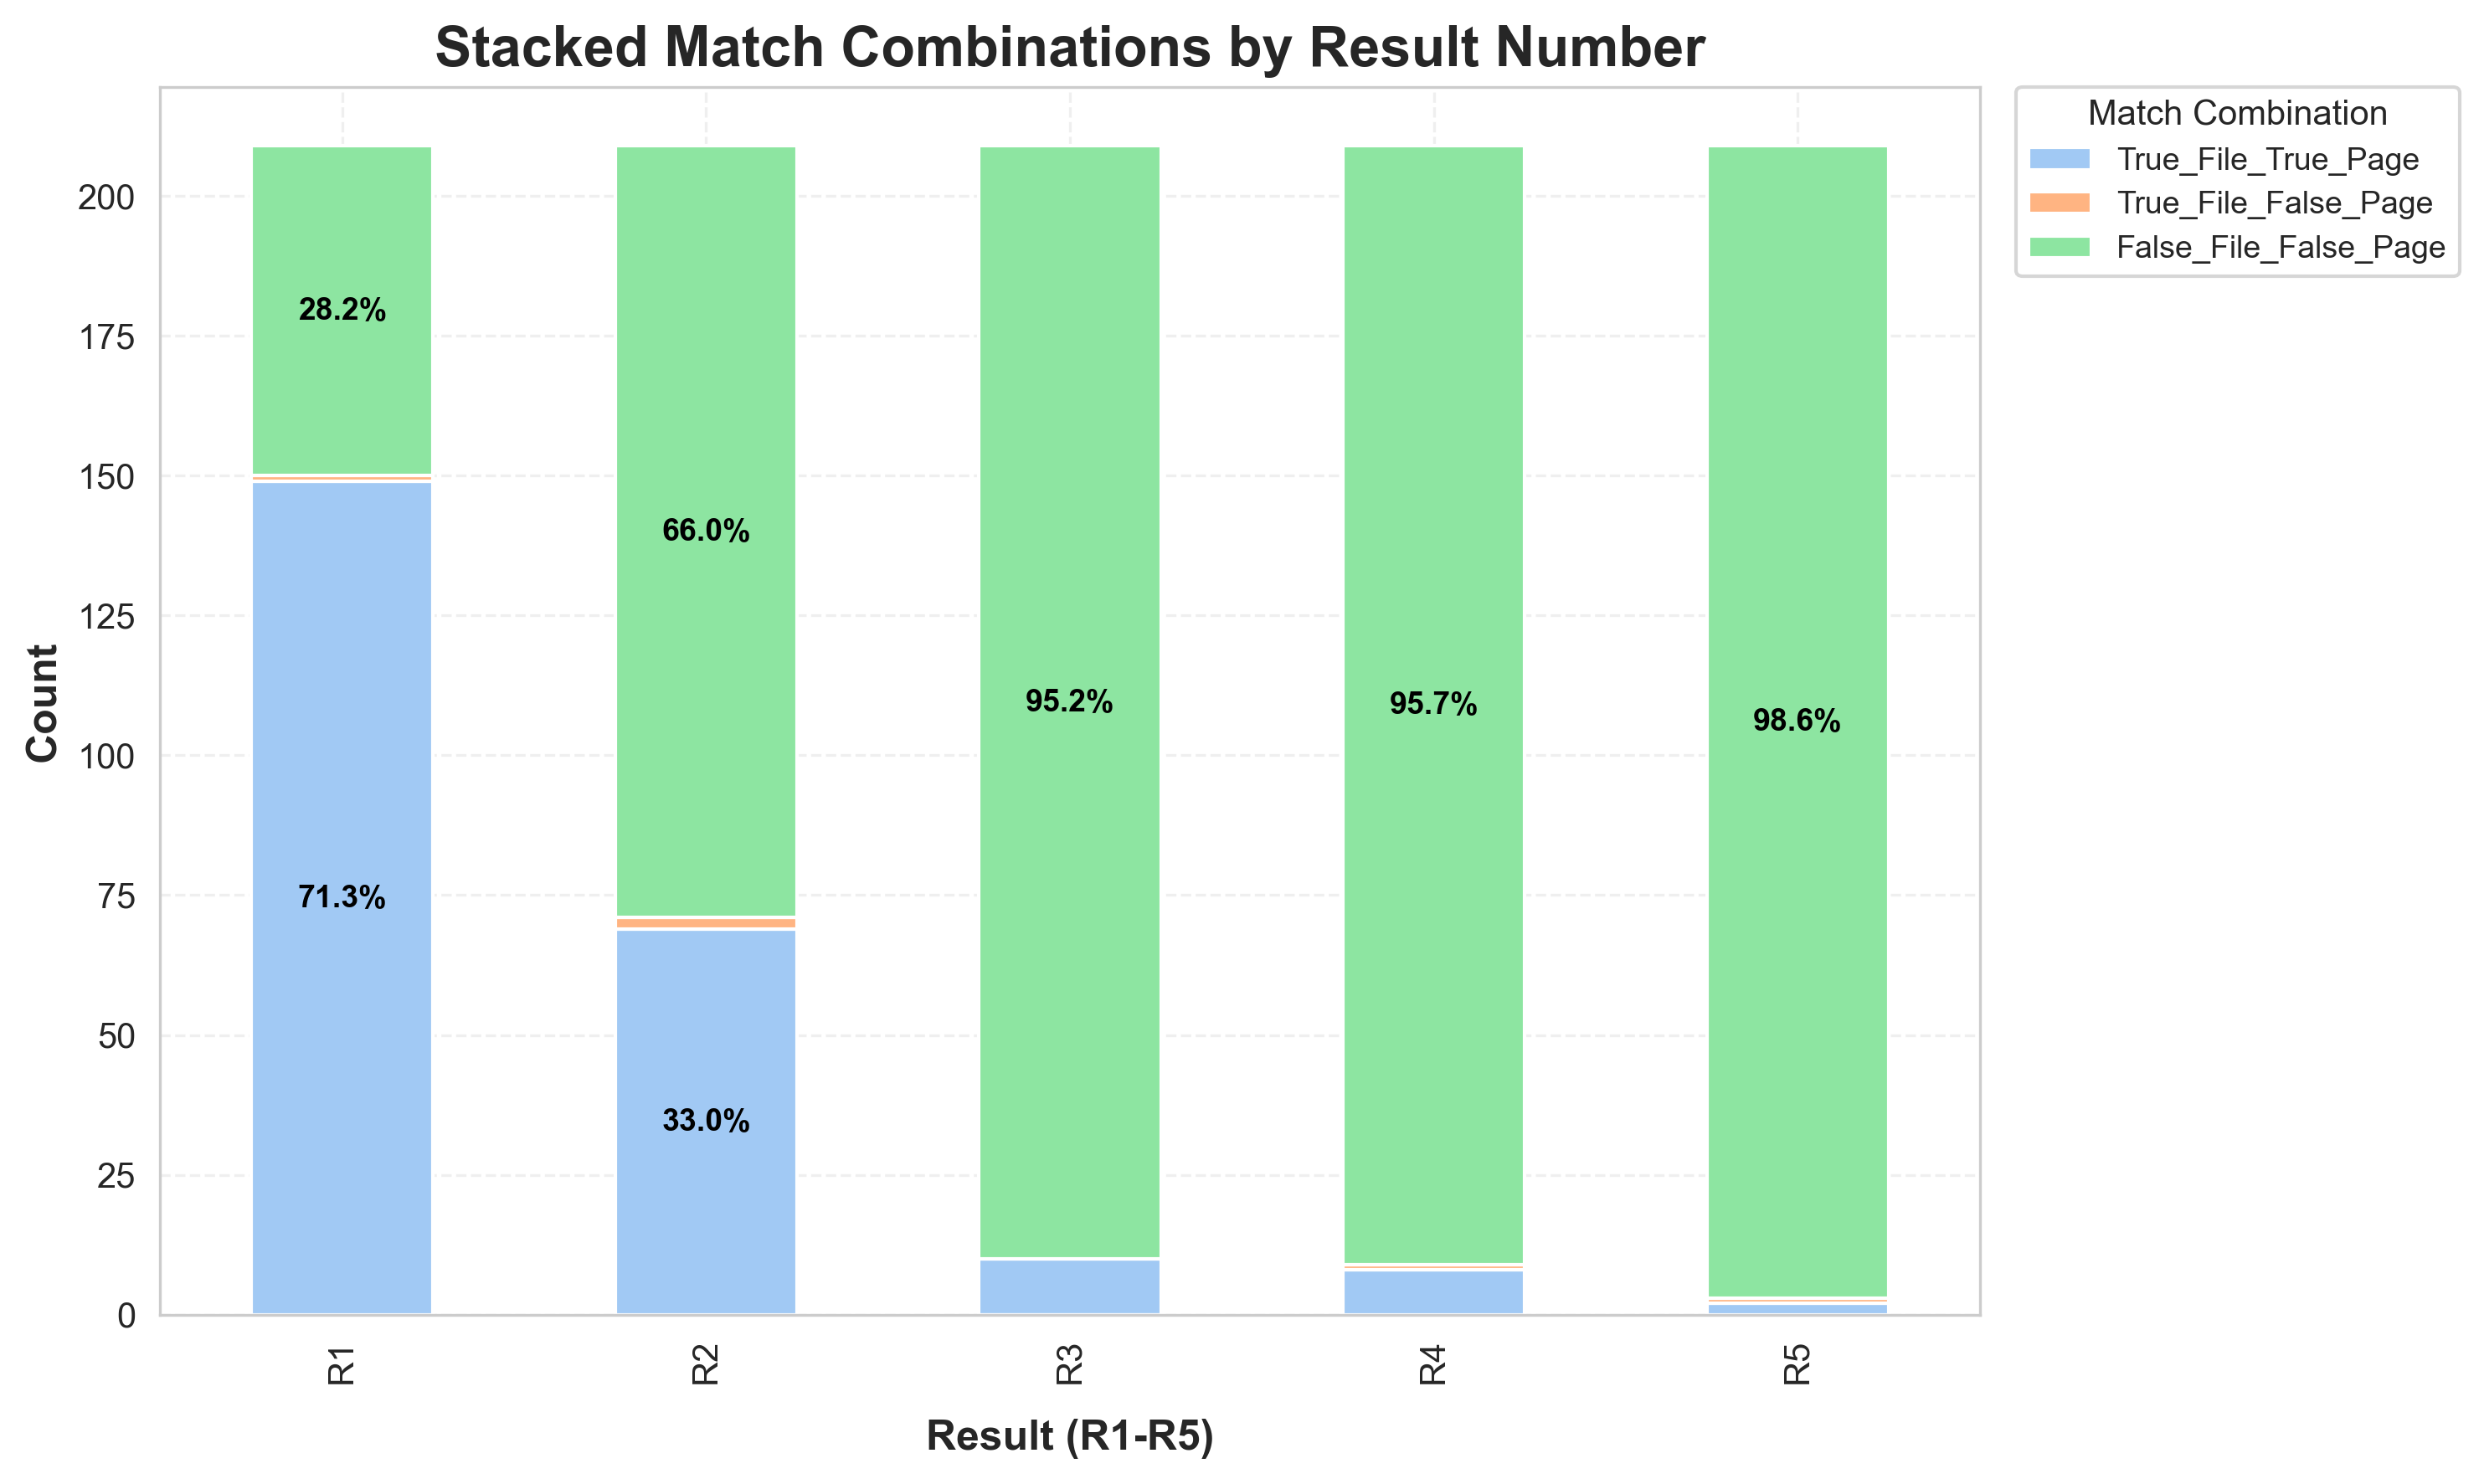 Stacked Match Combinations by Result Number
Match Combination
True_File_True_Page
True_File_False_Page
False_File_False_Page
Count
200
175
150
125
100
75
50
25
0
28.2%
71.3%
66.0%
33.0%
95.2%
95.7%
98.6%
R1
R2
R3
R4
R5
Result (R1-R5)